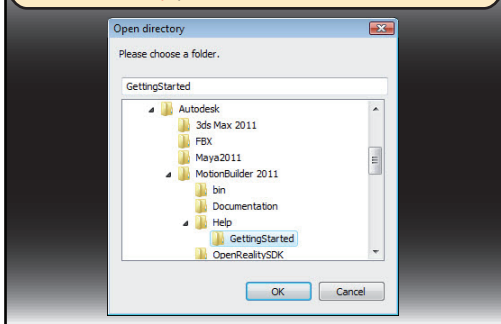 Open directory
Please choose a folder.
GettingStarted
Autodesk
3ds Max 2011
FBX
Maya2011
MotionBuilder 2011
bin
Documentation
Help
GettingStarted
OpenRealitySDK
OK
Cancel